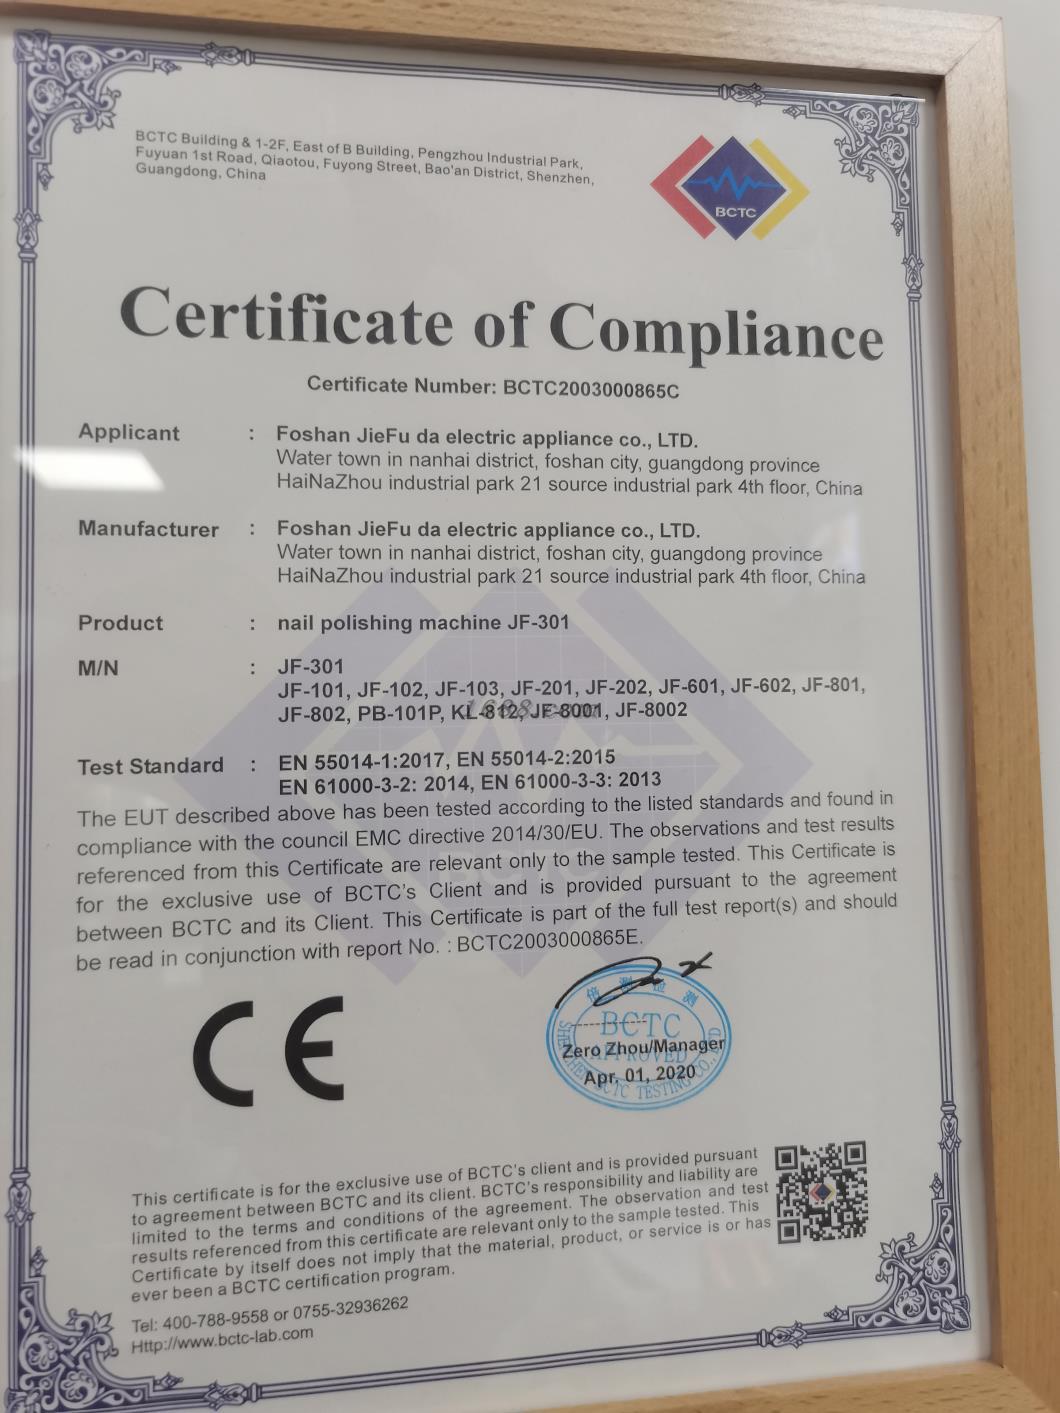 BCTC Building & 1-2F, East of B Building, Pengzhou Industrial Park,
Fuyuan 1st Road, Qiaotou, Fuyong Street, Bao'an District, Shenzhen,
Guangdong, China
BCTC
Certificate of Compliance
Certificate Number: BCTC2003000865C
Applicant : Foshan JieFu da electric appliance co., LTD.
Water town in nanhai district, foshan city, guangdong province
HaiNaZhou industrial park 21 source industrial park 4th floor, China
Manufacturer : Foshan JieFu da electric appliance co., LTD.
Water town in nanhai district, foshan city, guangdong province
HaiNaZhou industrial park 21 source industrial park 4th floor, China
Product : nail polishing machine JF-301
M/N : JF-301
JF-101, JF-102, JF-103, JF-201, JF-202, JF-601, JF-602, JF-801,
JF-802, PB-101P, KL-812, JF-8001, JF-8002
Test Standard : EN 55014-1:2017, EN 55014-2:2015
EN 61000-3-2: 2014, EN 61000-3-3: 2013
The EUT described above has been tested according to the listed standards and found in
compliance with the council EMC directive 2014/30/EU. The observations and test results
referenced from this Certificate are relevant only to the sample tested. This Certificate is
for the exclusive use of BCTC's Client and is provided pursuant to the agreement
between BCTC and its Client. This Certificate is part of the full test report(s) and should
be read in conjunction with report No. : BCTC2003000865E.
CE
倍测检测
BCTC
APPROVED
SHENZHEN BCTC TESTING CO., LTD
Zero Zhou/Manager
Apr. 01, 2020
This certificate is for the exclusive use of BCTC's client and is provided pursuant
to agreement between BCTC and its client. BCTC's responsibility and liability are
limited to the terms and conditions of the agreement. The observation and test
results referenced from this certificate are relevant only to the sample tested. This
Certificate by itself does not imply that the material, product, or service is or has
ever been a BCTC certification program.
Tel: 400-788-9558 or 0755-32936262
Http://www.bctc-lab.com